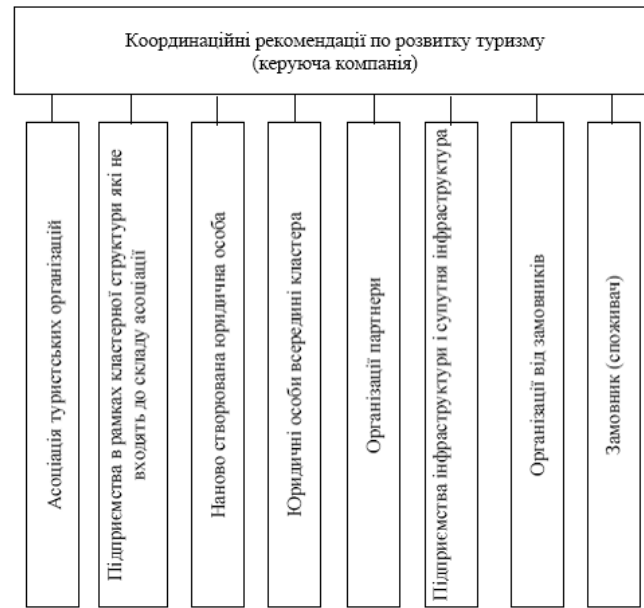 Координаційні рекомендації по розвитку туризму
(керуюча компанія)
Асоціація туристських організацій
Підприємства в рамках кластерної структури які не
входять до складу асоціації
Наново створювана юридична особа
Юридичні особи всередині кластера
Організації партнери
Підприємства інфраструктури і супутня інфраструктура
Організації від замовників
Замовник (споживач)